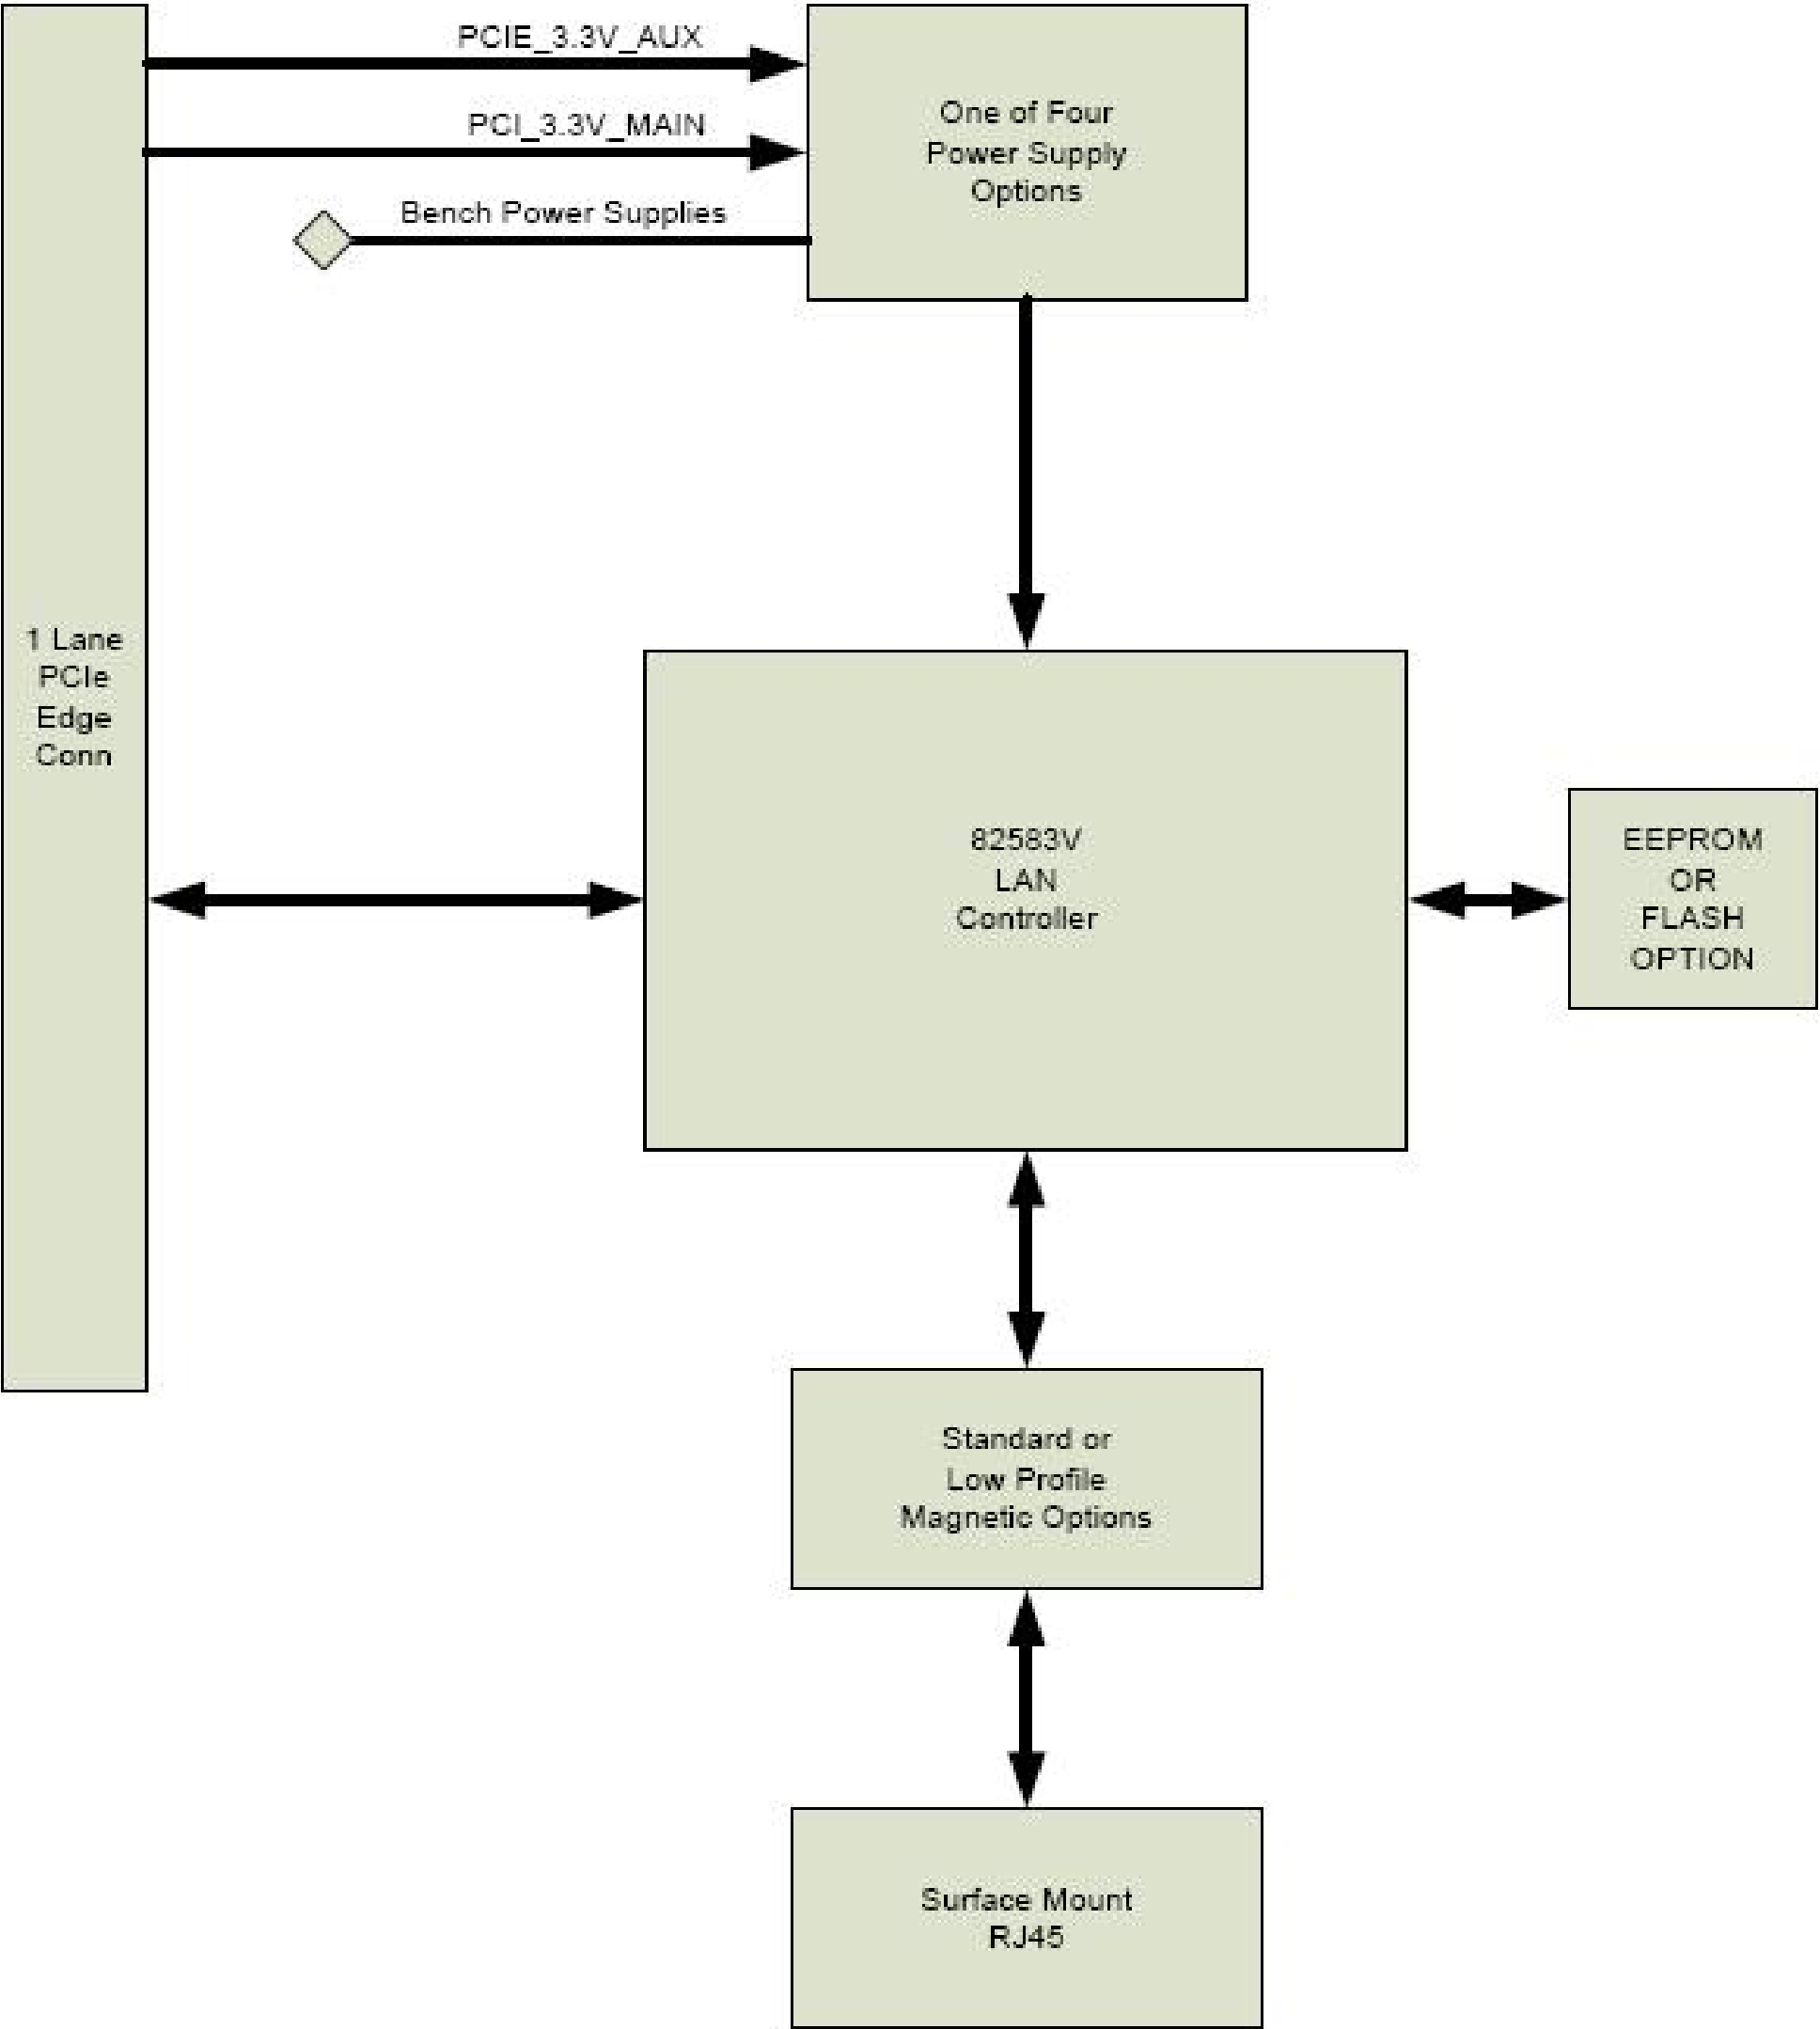 PCIE_3.3V_AUX
PCI_3.3V_MAIN
Bench Power Supplies
One of Four
Power Supply
Options
1 Lane
PCIe
Edge
Conn
82583V
LAN
Controller
EEPROM
OR
FLASH
OPTION
Standard or
Low Profile
Magnetic Options
Surface Mount
RJ45